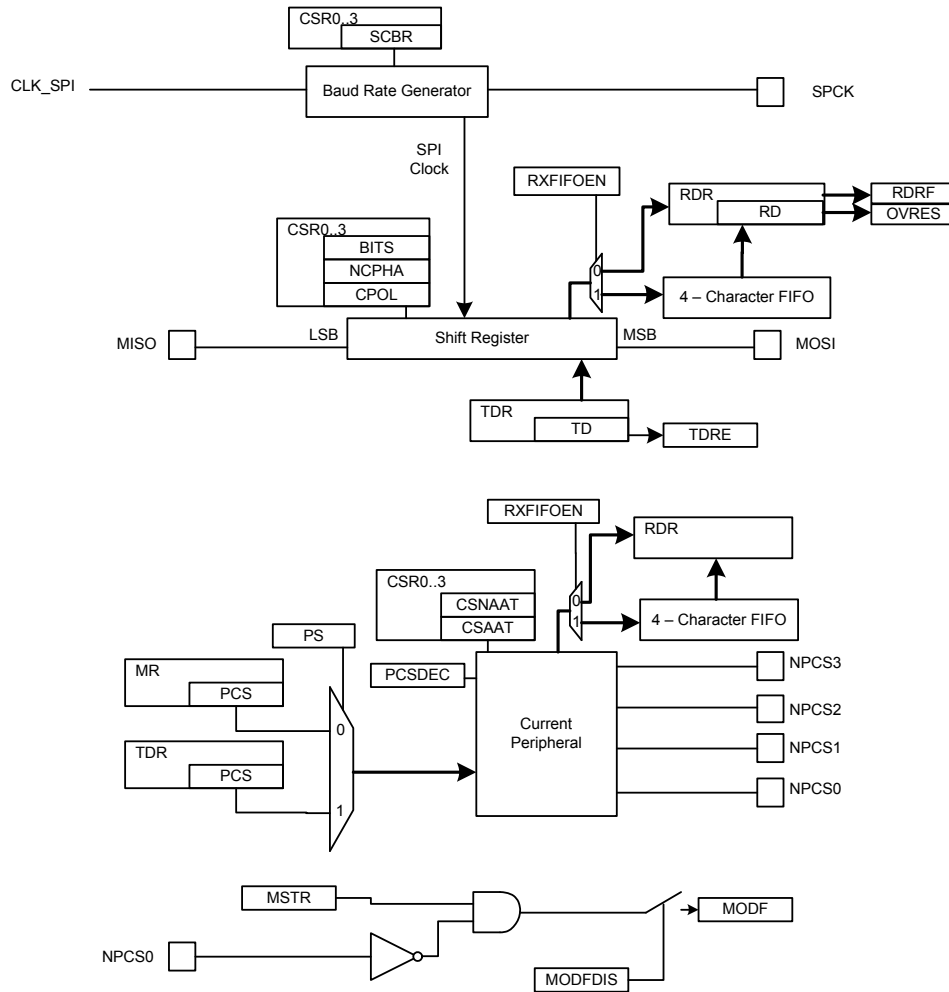 CSR0..3
SCBR
CLK_SPI
Baud Rate Generator
SPCK
SPI
Clock
RXFIFOEN
RDR
RD
RDRF
OVRES
CSR0..3
BITS
NCPHA
CPOL
0
1
4 – Character FIFO
MISO
LSB
Shift Register
MSB
MOSI
TDR
TD
TDRE
RXFIFOEN
RDR
CSR0..3
CSNAAT
CSAAT
0
1
4 – Character FIFO
PS
MR
PCS
PCSDEC
NPCS3
0
Current
Peripheral
NPCS2
TDR
PCS
NPCS1
1
NPCS0
MSTR
MODF
NPCS0
MODFDIS